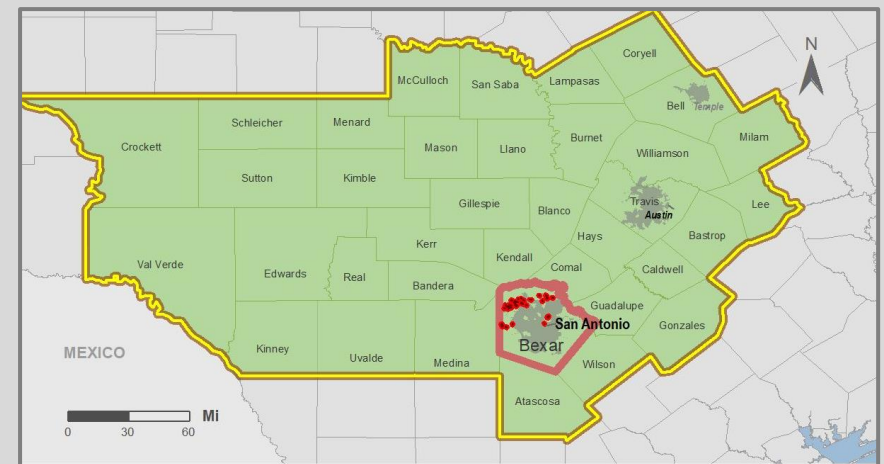 N
Coryell
McCulloch
San Saba
Lampasas
Bell
Temple
Schleicher
Menard
Burnet
Milam
Crockett
Mason
Llano
Williamson
Sutton
Kimble
Gillespie
Blanco
Travis
Austin
Lee
Kerr
Hays
Bastrop
Val Verde
Edwards
Real
Bandera
Kendall
Comal
Caldwell
Guadalupe
San Antonio
Gonzales
Bexar
MEXICO
Kinney
Uvalde
Medina
Wilson
Atascosa
Mi
0 30 60